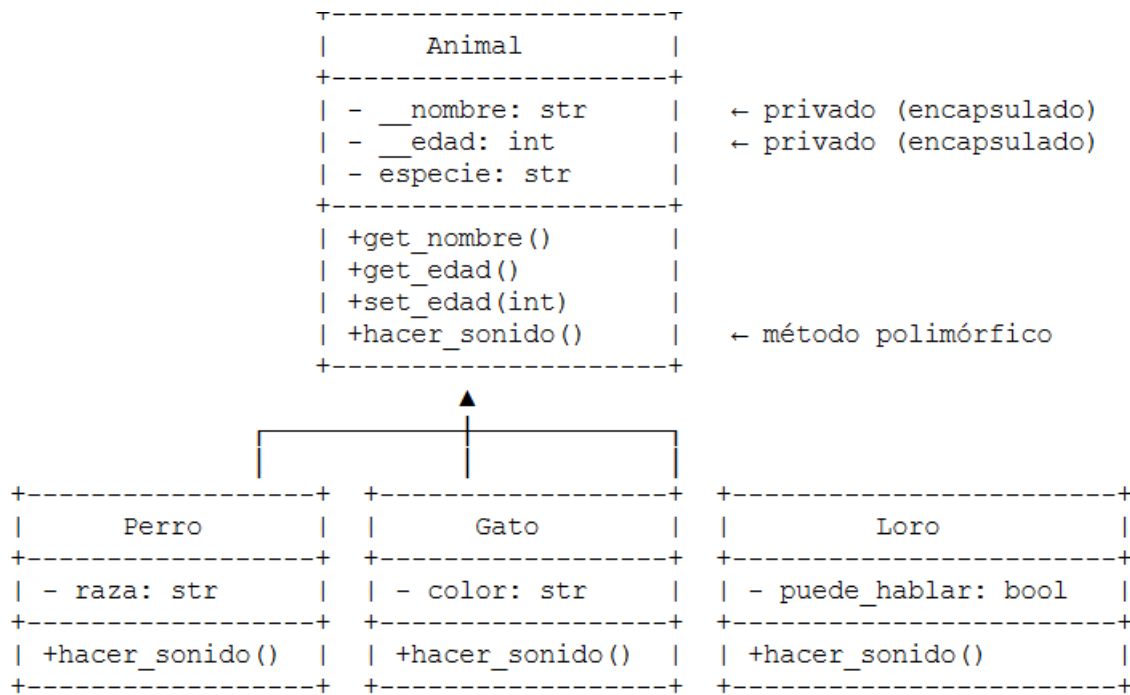 Animal
- __nombre: str ← privado (encapsulado)
- __edad: int ← privado (encapsulado)
- especie: str
+get_nombre()
+get_edad()
+set_edad(int)
+hacer_sonido() ← método polimórfico
Perro Gato Loro
- raza: str - color: str - puede_hablar: bool
+hacer_sonido() +hacer_sonido() +hacer_sonido()